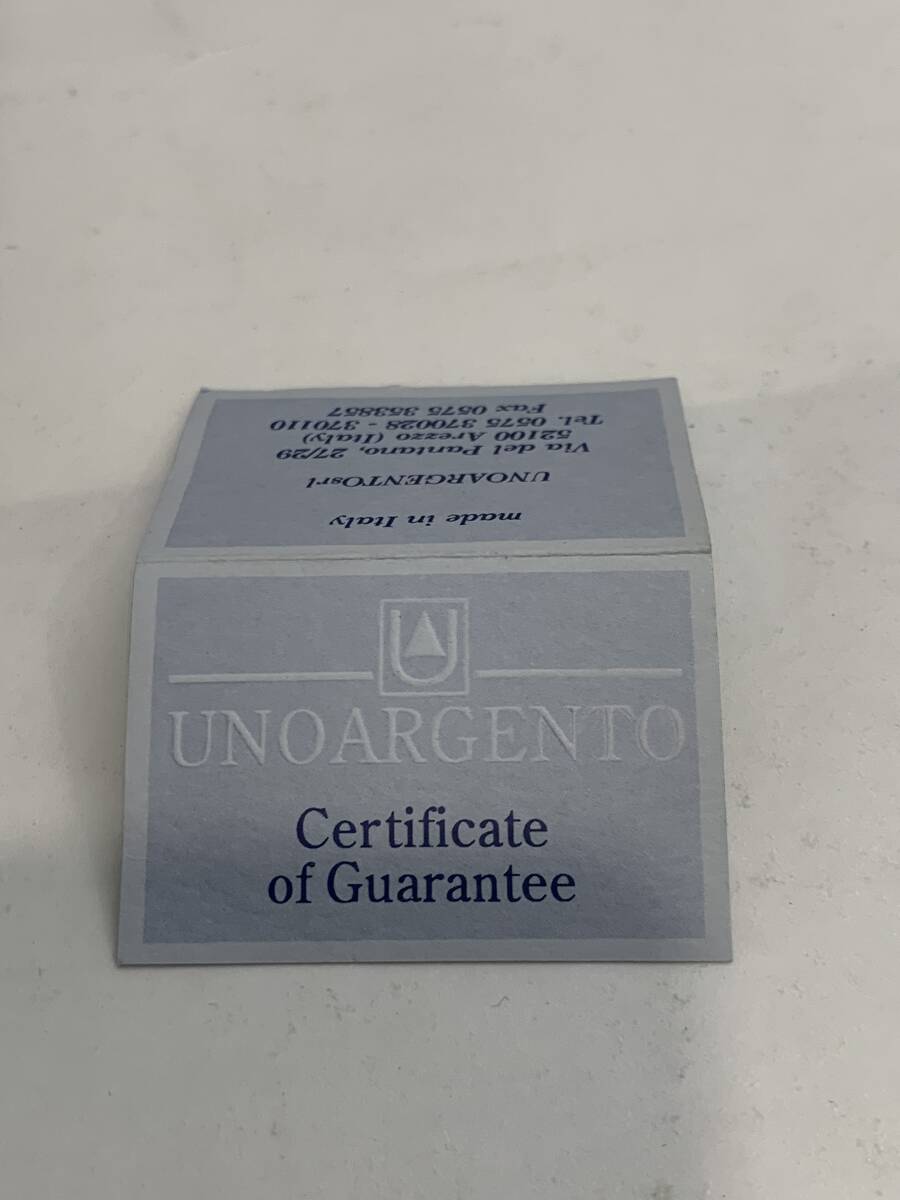 UNOARGENTO
Certificate
of Guarantee
made in Italy
UNOARGENTOsrl
Via del Pantano, 27/29
52100 Arezzo (Italy)
Tel. 0575 370028 - 370110
Fax 0575 353857